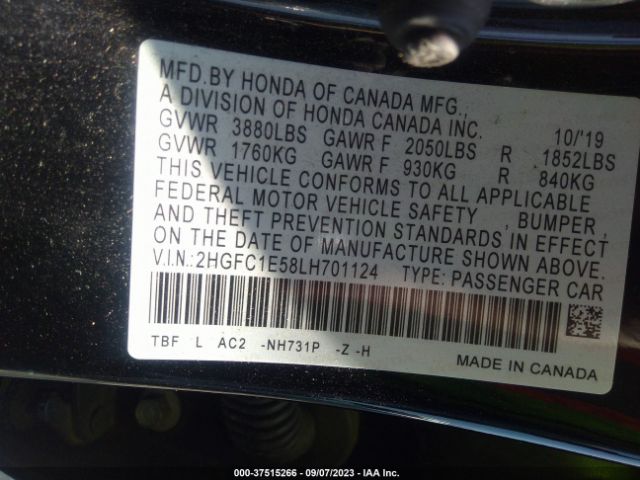 MFD.BY HONDA OF CANADA MFG.,
A DIVISION OF HONDA CANADA INC. 10/'19
GVWR 3880LBS GAWR F 2050LBS R 1852LBS
GVWR 1760KG GAWR F 930KG R 840KG
THIS VEHICLE CONFORMS TO ALL APPLICABLE
FEDERAL MOTOR VEHICLE SAFETY , BUMPER ,
AND THEFT PREVENTION STANDARDS IN EFFECT
ON THE DATE OF MANUFACTURE SHOWN ABOVE.
V.I.N.:2HGFC1E58LH701124 TYPE: PASSENGER CAR
TBF L AC2 -NH731P -Z -H
MADE IN CANADA
000-37515266 - 09/07/2023 - IAA Inc.